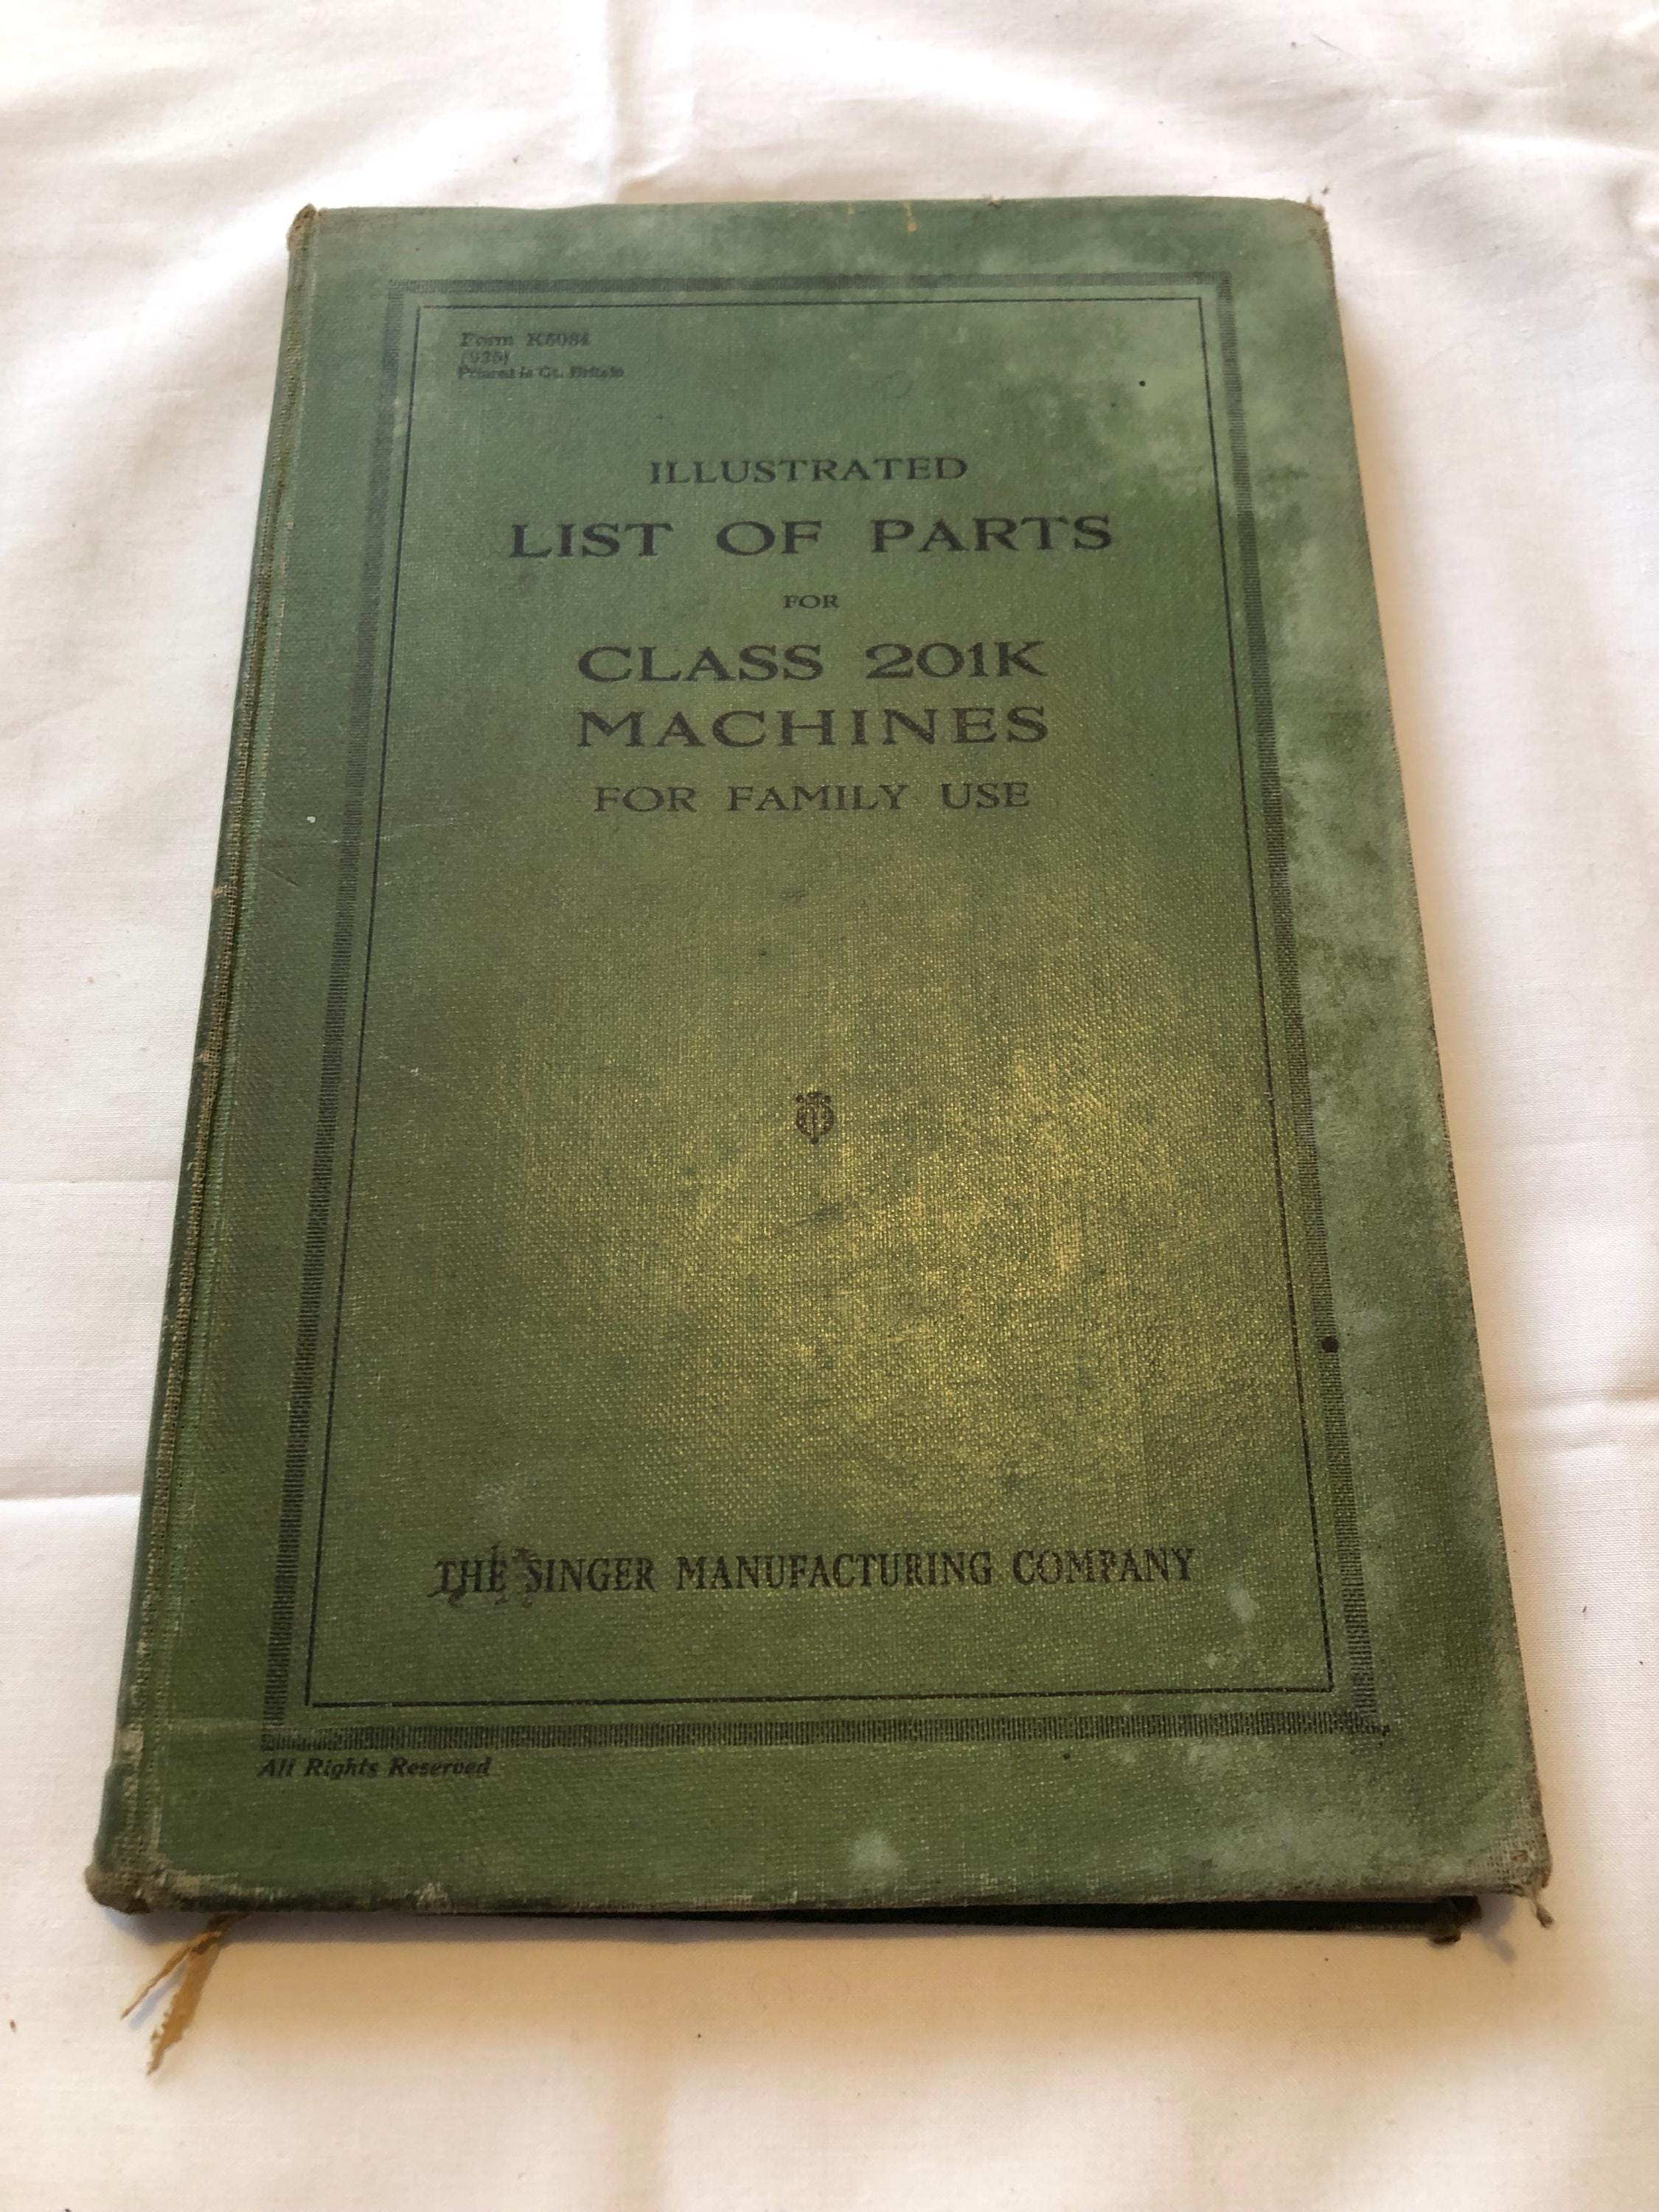 Form K5084
(935)
Printed in Gt. Britain
ILLUSTRATED
LIST OF PARTS
FOR
CLASS 201K
MACHINES
FOR FAMILY USE
THE SINGER MANUFACTURING COMPANY
All Rights Reserved